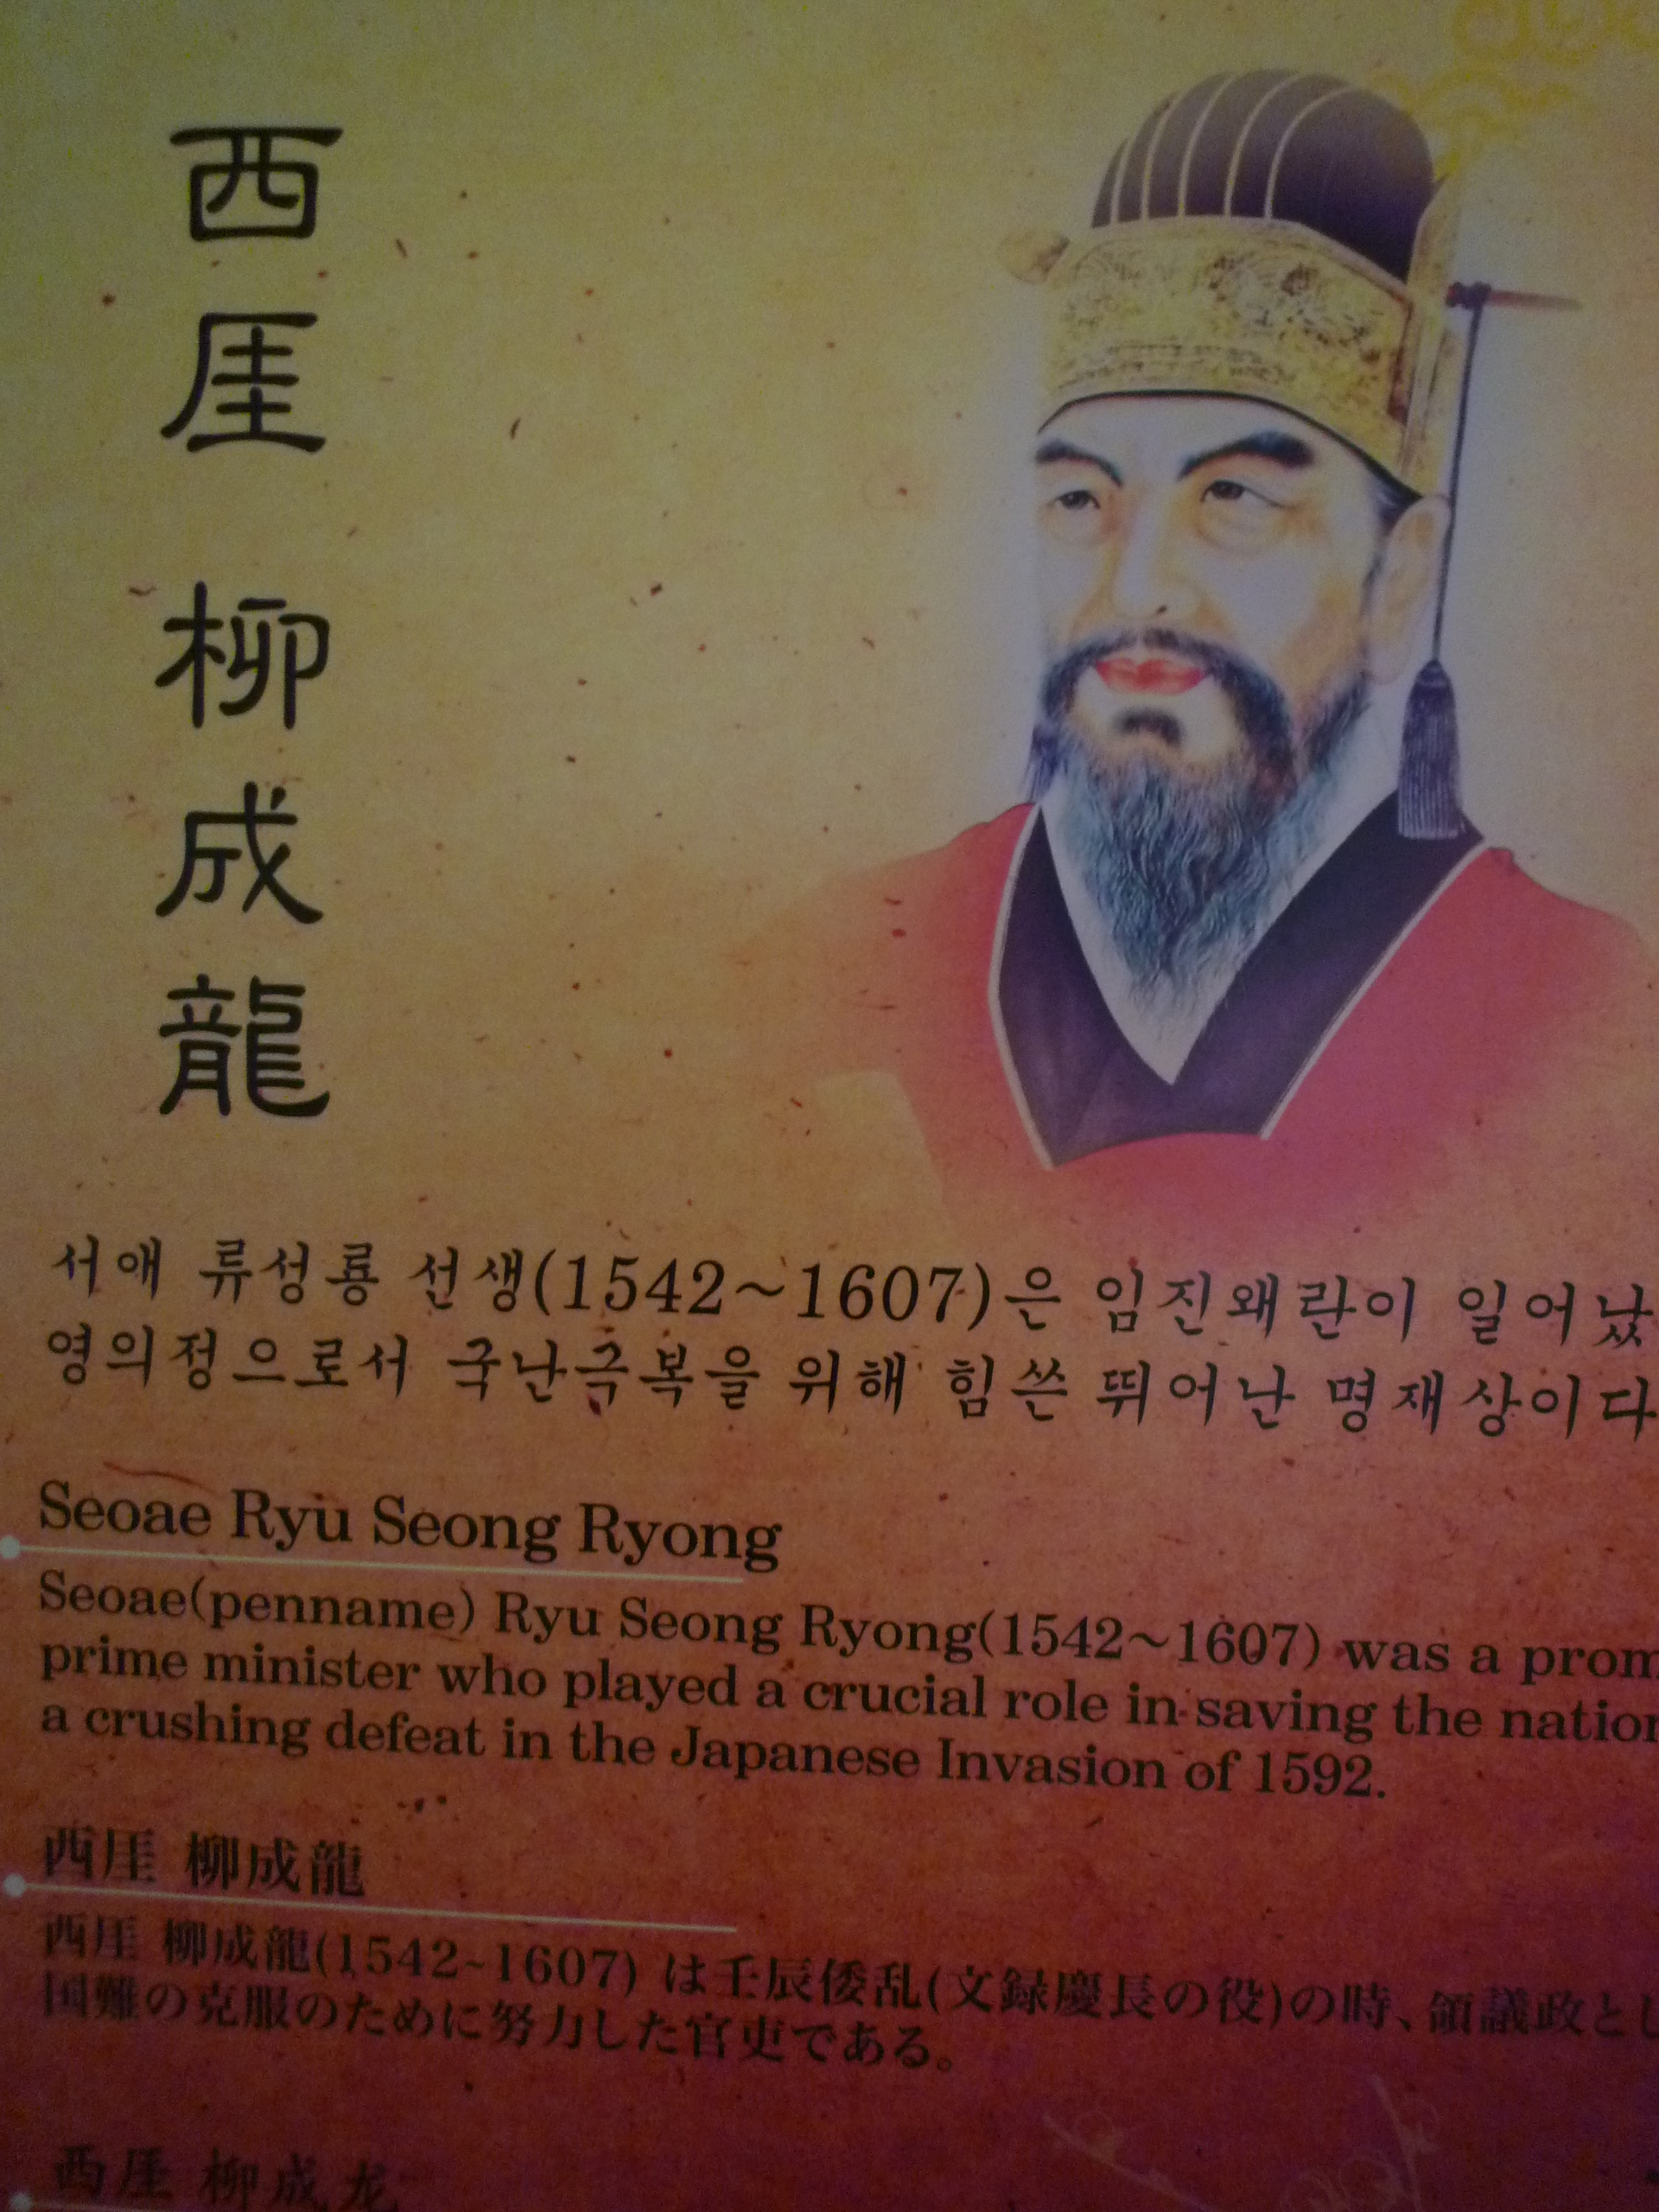 西厓 柳成龍
서애 류성룡 선생(1542~1607)은 임진왜란이 일어났
영의정으로서 국난극복을 위해 힘쓴 뛰어난 명재상이다
Seoae Ryu Seong Ryong
Seoae(penname) Ryu Seong Ryong(1542~1607) was a prom
prime minister who played a crucial role in saving the nation
a crushing defeat in the Japanese Invasion of 1592.
西厓 柳成龍
西厓 柳成龍(1542~1607) は壬辰倭乱(文録慶長の役)の時、領議政とし
国難の克服のために努力した官吏である。
西厓 柳成龙